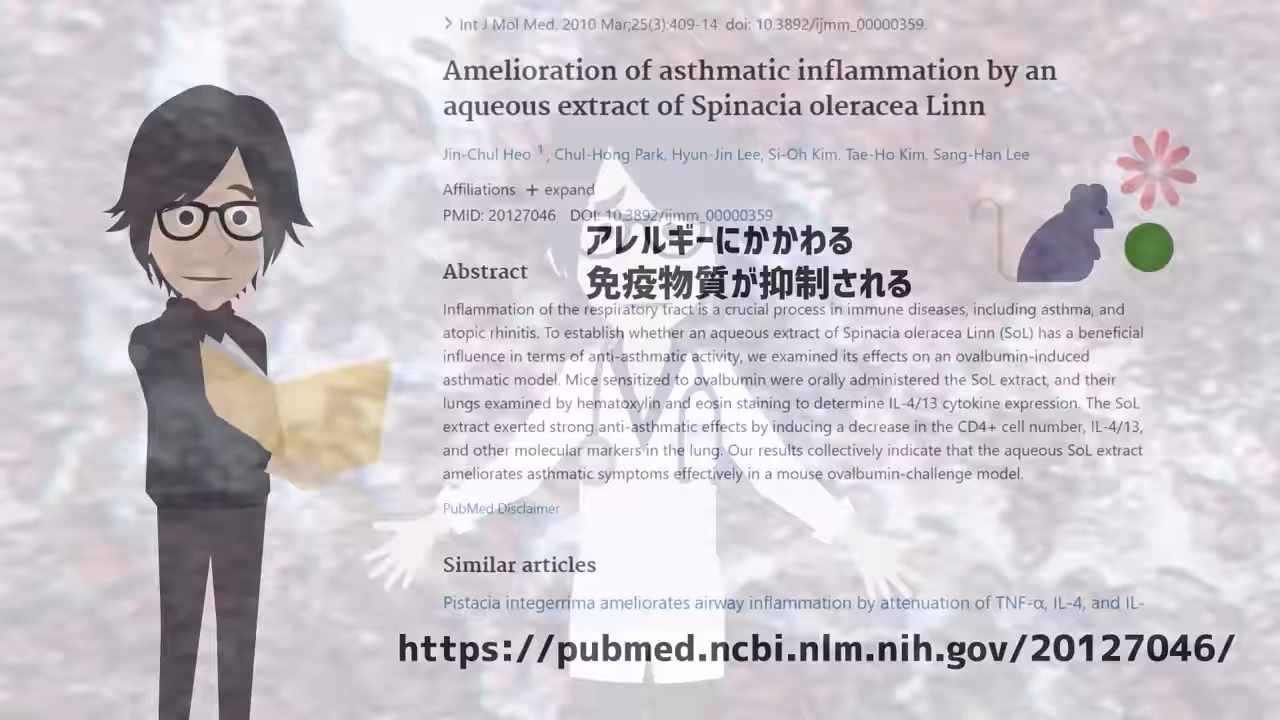 Int J Mol Med. 2010 Mar;25(3):409-14. doi: 10.3892/ijmm_00000359.
Amelioration of asthmatic inflammation by an
aqueous extract of Spinacia oleracea Linn
Jin-Chul Heo 1, Chul-Hong Park, Hyun-Jin Lee, Si-Oh Kim, Tae-Ho Kim, Sang-Han Lee
Affiliations + expand
PMID: 20127046 DOI: 10.3892/ijmm_00000359
アレルギーにかかわる
免疫物質が抑制される
Abstract
Inflammation of the respiratory tract is a crucial process in immune diseases, including asthma, and
atopic rhinitis. To establish whether an aqueous extract of Spinacia oleracea Linn (SoL) has a beneficial
influence in terms of anti-asthmatic activity, we examined its effects on an ovalbumin-induced
asthmatic model. Mice sensitized to ovalbumin were orally administered the SoL extract, and their
lungs examined by hematoxylin and eosin staining to determine IL-4/13 cytokine expression. The SoL
extract exerted strong anti-asthmatic effects by inducing a decrease in the CD4+ cell number, IL-4/13,
and other molecular markers in the lung. Our results collectively indicate that the aqueous SoL extract
ameliorates asthmatic symptoms effectively in a mouse ovalbumin-challenge model.
PubMed Disclaimer
Similar articles
Pistacia integerrima ameliorates airway inflammation by attenuation of TNF-α, IL-4, and IL-
https://pubmed.ncbi.nlm.nih.gov/20127046/